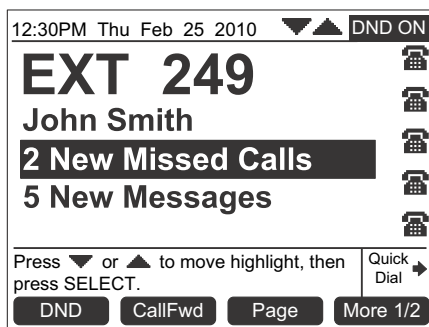 12:30PM Thu Feb 25 2010 DND ON
EXT 249
John Smith
2 New Missed Calls
5 New Messages
Press ▼ or ▲ to move highlight, then
press SELECT.
Quick
Dial
DND CallFwd Page More 1/2